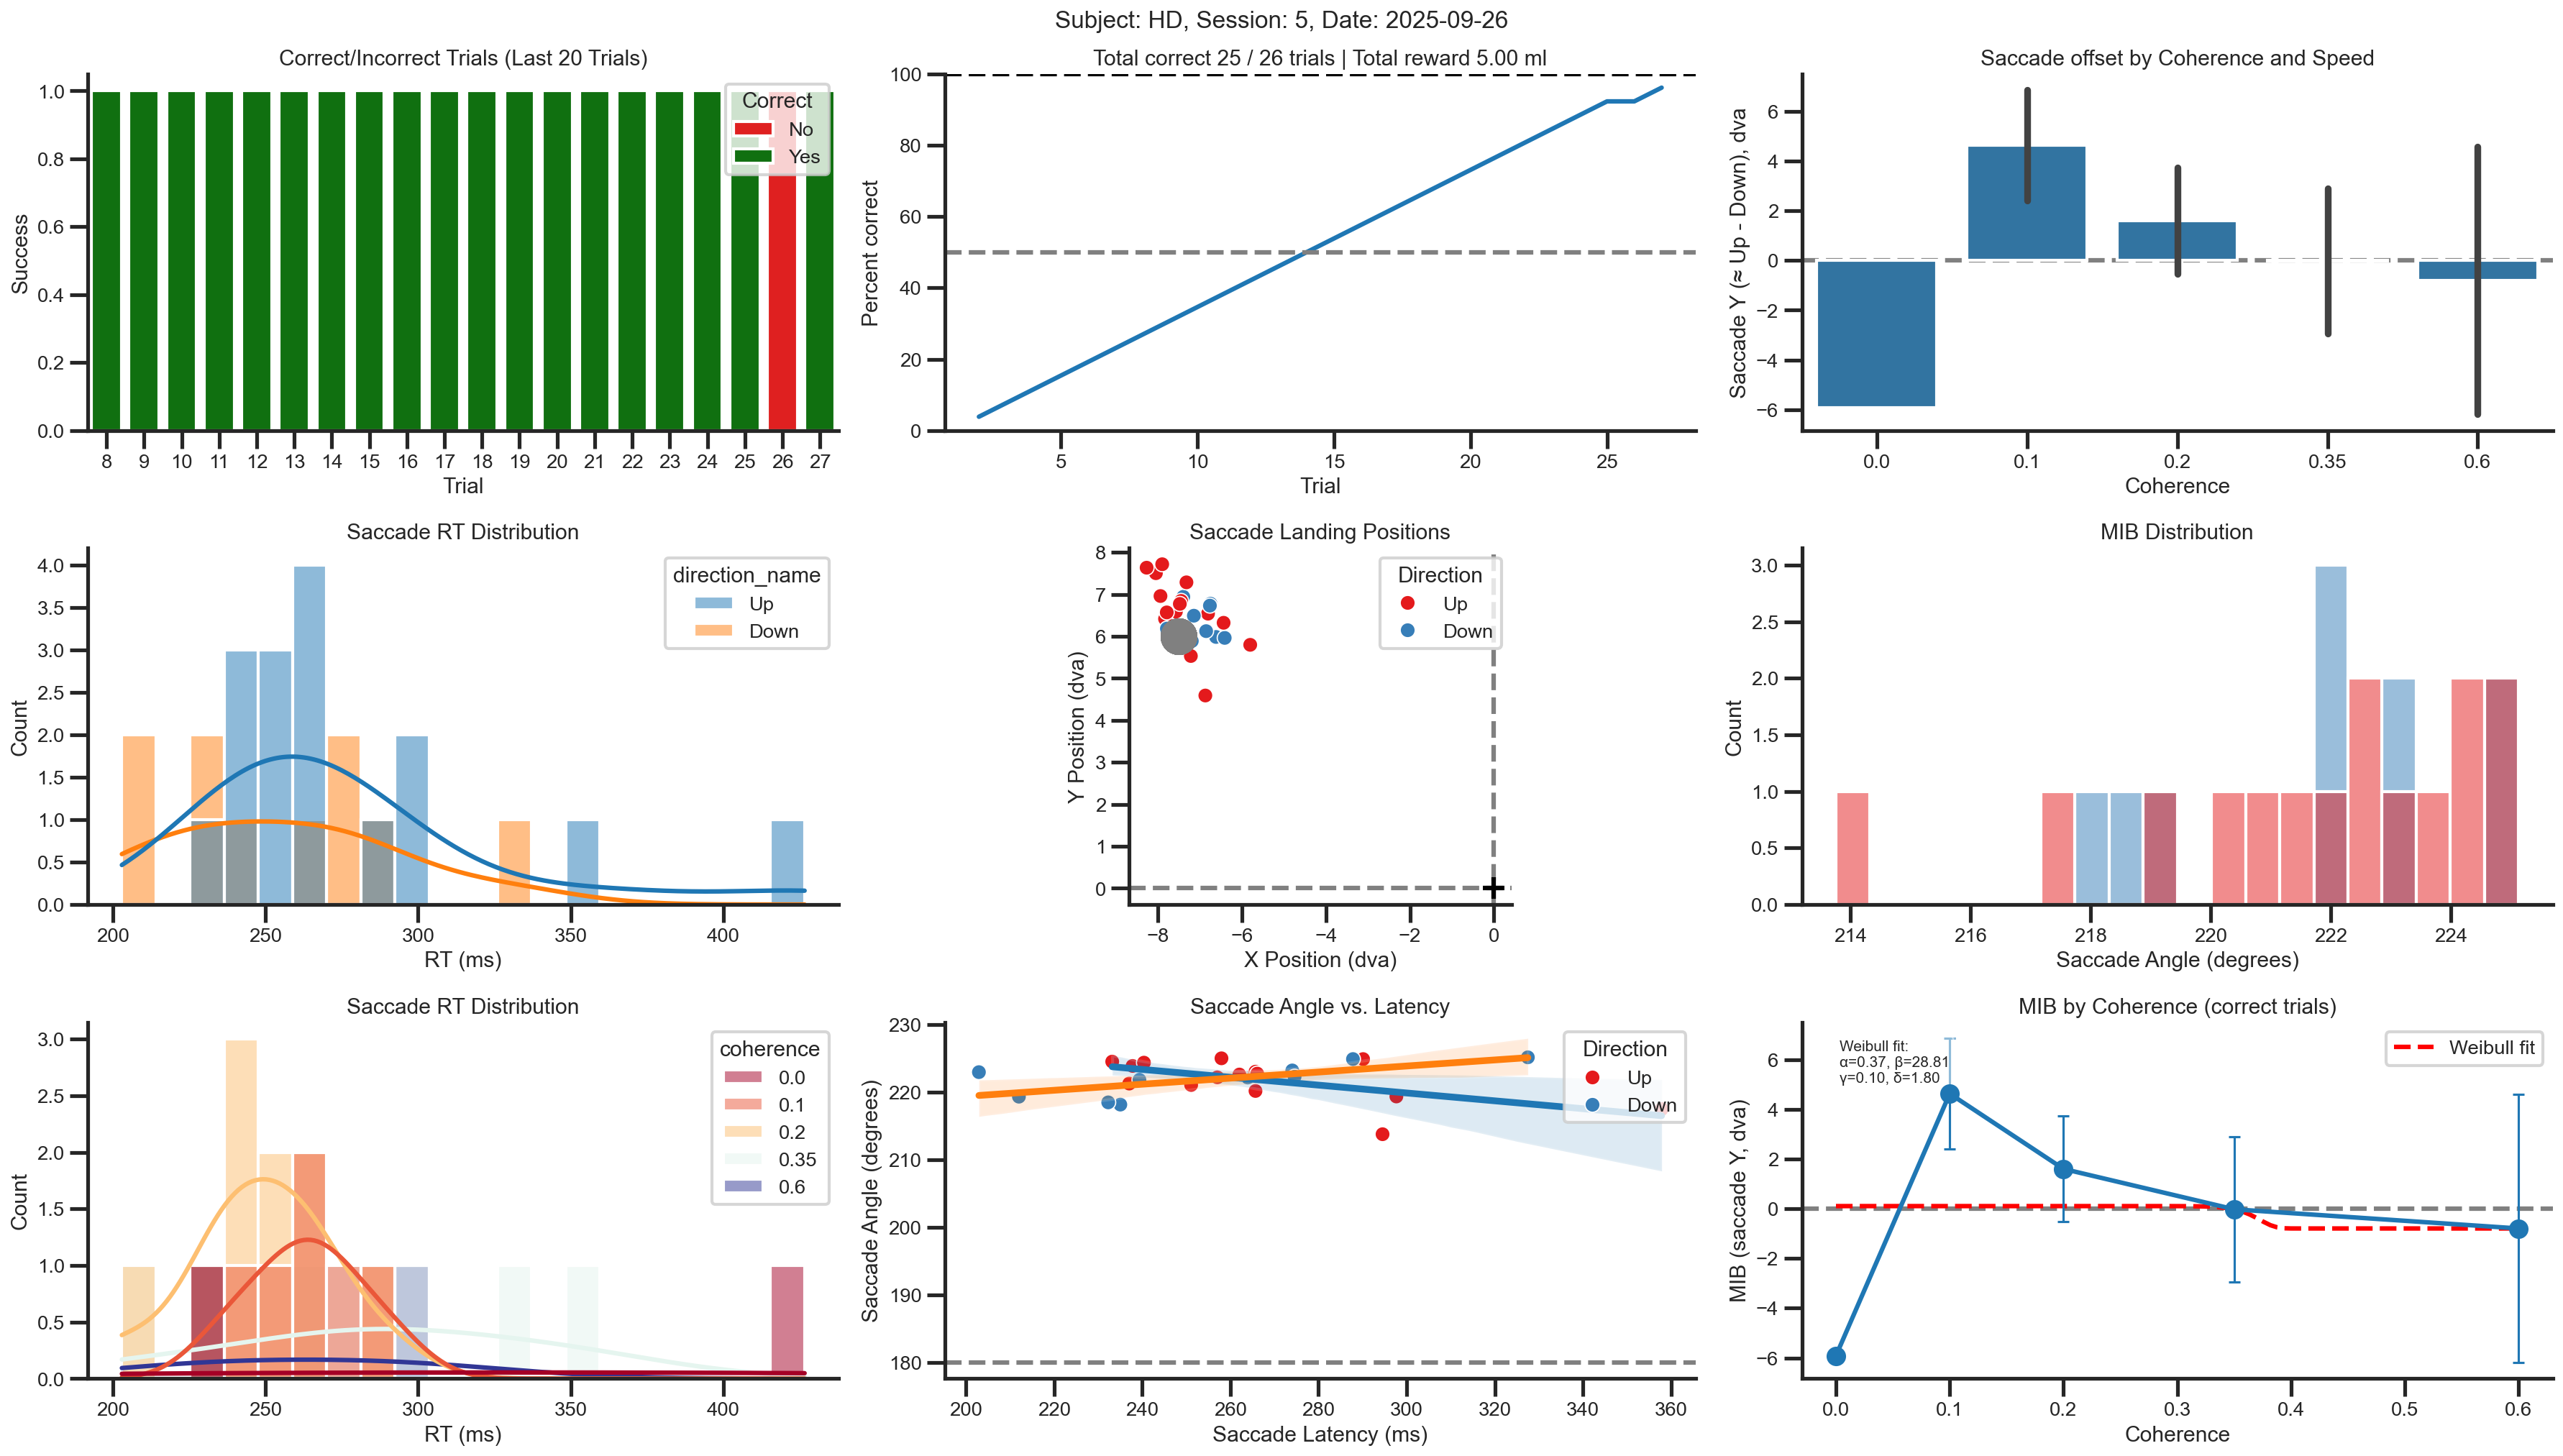 Subject: HD, Session: 5, Date: 2025-09-26
Correct/Incorrect Trials (Last 20 Trials)
Success
1.0
0.8
0.6
0.4
0.2
0.0
Correct
No
Yes
8 9 10 11 12 13 14 15 16 17 18 19 20 21 22 23 24 25 26 27
Trial
Total correct 25 / 26 trials | Total reward 5.00 ml
Percent correct
100
80
60
40
20
0
5 10 15 20 25
Trial
Saccade offset by Coherence and Speed
Saccade Y (≈ Up - Down), dva
6
4
2
0
−2
−4
−6
0.0 0.1 0.2 0.35 0.6
Coherence
Saccade RT Distribution
Count
4.0
3.5
3.0
2.5
2.0
1.5
1.0
0.5
0.0
direction_name
Up
Down
200 250 300 350 400
RT (ms)
Saccade Landing Positions
Y Position (dva)
8
7
6
5
4
3
2
1
0
Direction
Up
Down
−8 −6 −4 −2 0
X Position (dva)
MIB Distribution
Count
3.0
2.5
2.0
1.5
1.0
0.5
0.0
214 216 218 220 222 224
Saccade Angle (degrees)
Saccade RT Distribution
Count
3.0
2.5
2.0
1.5
1.0
0.5
0.0
coherence
0.0
0.1
0.2
0.35
0.6
200 250 300 350 400
RT (ms)
Saccade Angle vs. Latency
Saccade Angle (degrees)
230
220
210
200
190
180
Direction
Up
Down
200 220 240 260 280 300 320 340 360
Saccade Latency (ms)
MIB by Coherence (correct trials)
MIB (saccade Y, dva)
6
4
2
0
−2
−4
−6
Weibull fit:
α=0.37, β=28.81
γ=0.10, δ=1.80
Weibull fit
0.0 0.1 0.2 0.3 0.4 0.5 0.6
Coherence